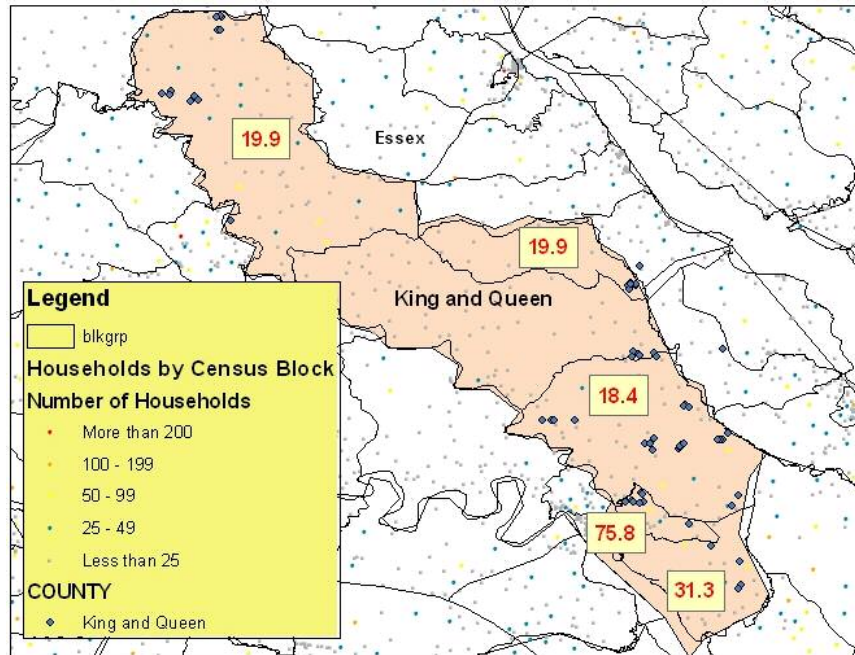 19.9
Essex
19.9
King and Queen
18.4
75.8
31.3
Legend
blkgrp
Households by Census Block
Number of Households
More than 200
100 - 199
50 - 99
25 - 49
Less than 25
COUNTY
King and Queen